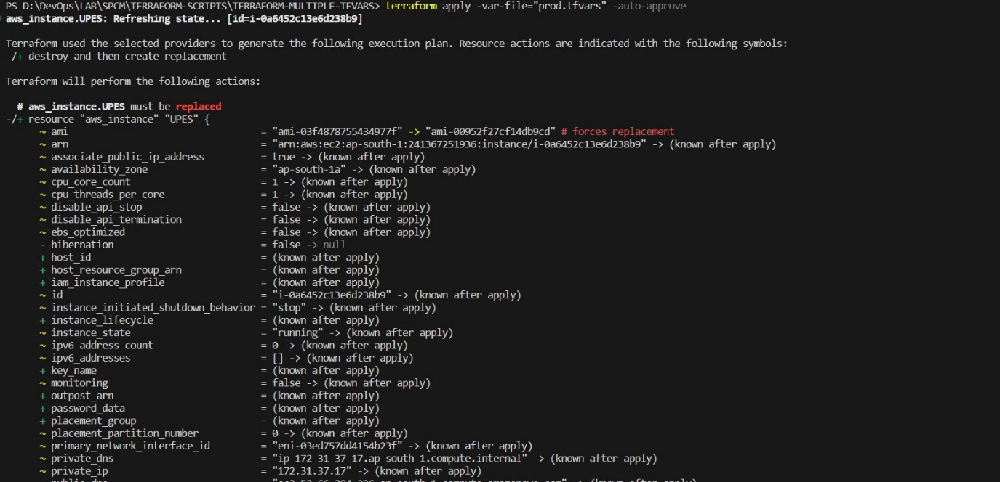 PS D:\DevOps\LAB\SPCM\TERRAFORM-SCRIPTS\TERRAFORM-MULTIPLE-TFVARS> terraform apply -var-file="prod.tfvars" -auto-approve
aws_instance.UPES: Refreshing state... [id=i-0a6452c13e6d238b9]
Terraform used the selected providers to generate the following execution plan. Resource actions are indicated with the following symbols:
-/+ destroy and then create replacement
Terraform will perform the following actions:
# aws_instance.UPES must be replaced
-/+ resource "aws_instance" "UPES" {
~ ami = "ami-03f4878755434977f" -> "ami-00952f27cf14db9cd" # forces replacement
~ arn = "arn:aws:ec2:ap-south-1:241367251936:instance/i-0a6452c13e6d238b9" -> (known after apply)
~ associate_public_ip_address = true -> (known after apply)
~ availability_zone = "ap-south-1a" -> (known after apply)
~ cpu_core_count = 1 -> (known after apply)
~ cpu_threads_per_core = 1 -> (known after apply)
~ disable_api_stop = false -> (known after apply)
~ disable_api_termination = false -> (known after apply)
~ ebs_optimized = false -> (known after apply)
- hibernation = false -> null
+ host_id = (known after apply)
+ host_resource_group_arn = (known after apply)
+ iam_instance_profile = (known after apply)
~ id = "i-0a6452c13e6d238b9" -> (known after apply)
~ instance_initiated_shutdown_behavior = "stop" -> (known after apply)
+ instance_lifecycle = (known after apply)
~ instance_state = "running" -> (known after apply)
~ ipv6_address_count = 0 -> (known after apply)
~ ipv6_addresses = [] -> (known after apply)
+ key_name = (known after apply)
~ monitoring = false -> (known after apply)
+ outpost_arn = (known after apply)
+ password_data = (known after apply)
+ placement_group = (known after apply)
~ placement_partition_number = 0 -> (known after apply)
~ primary_network_interface_id = "eni-03ed757dd4154b23f" -> (known after apply)
~ private_dns = "ip-172-31-37-17.ap-south-1.compute.internal" -> (known after apply)
~ private_ip = "172.31.37.17" -> (known after apply)